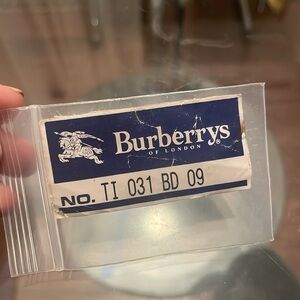 Burberrys®
OF LONDON
NO. TI 031 BD 09